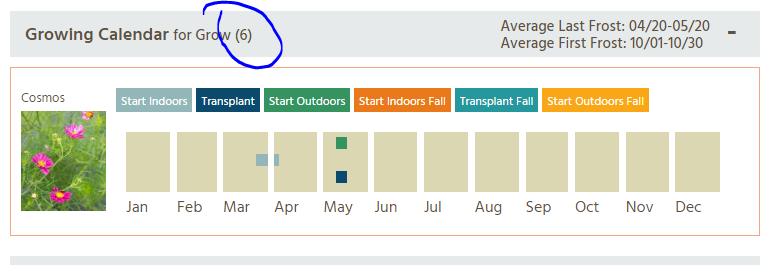 Growing Calendar for Grow (6)
Average Last Frost: 04/20-05/20
Average First Frost: 10/01-10/30
-
Cosmos
Start Indoors Transplant Start Outdoors Start Indoors Fall Transplant Fall Start Outdoors Fall
Jan Feb Mar Apr May Jun Jul Aug Sep Oct Nov Dec